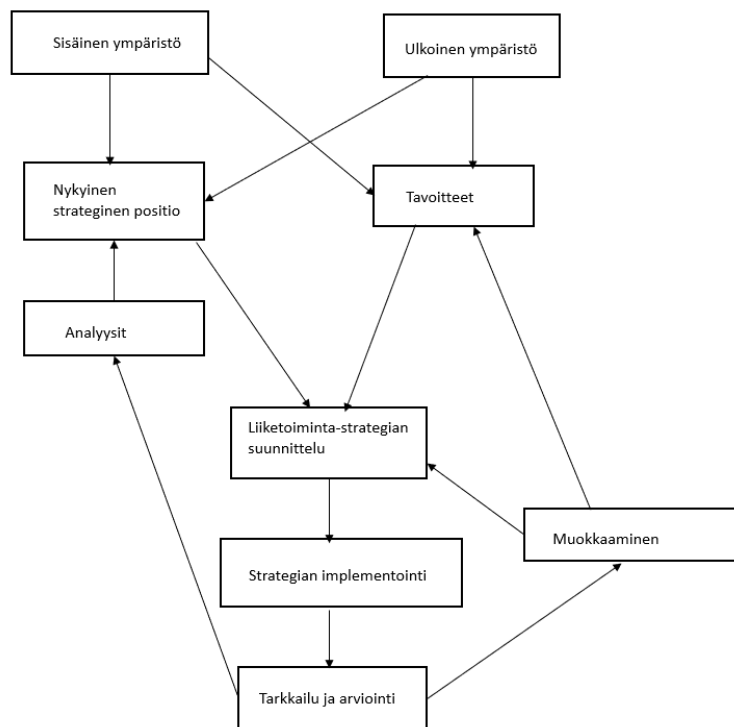 Sisäinen ympäristö
Ulkoinen ympäristö
Nykyinen
strateginen positio
Tavoitteet
Analyysit
Liiketoiminta-strategian
suunnittelu
Muokkaaminen
Strategian implementointi
Tarkkailu ja arviointi